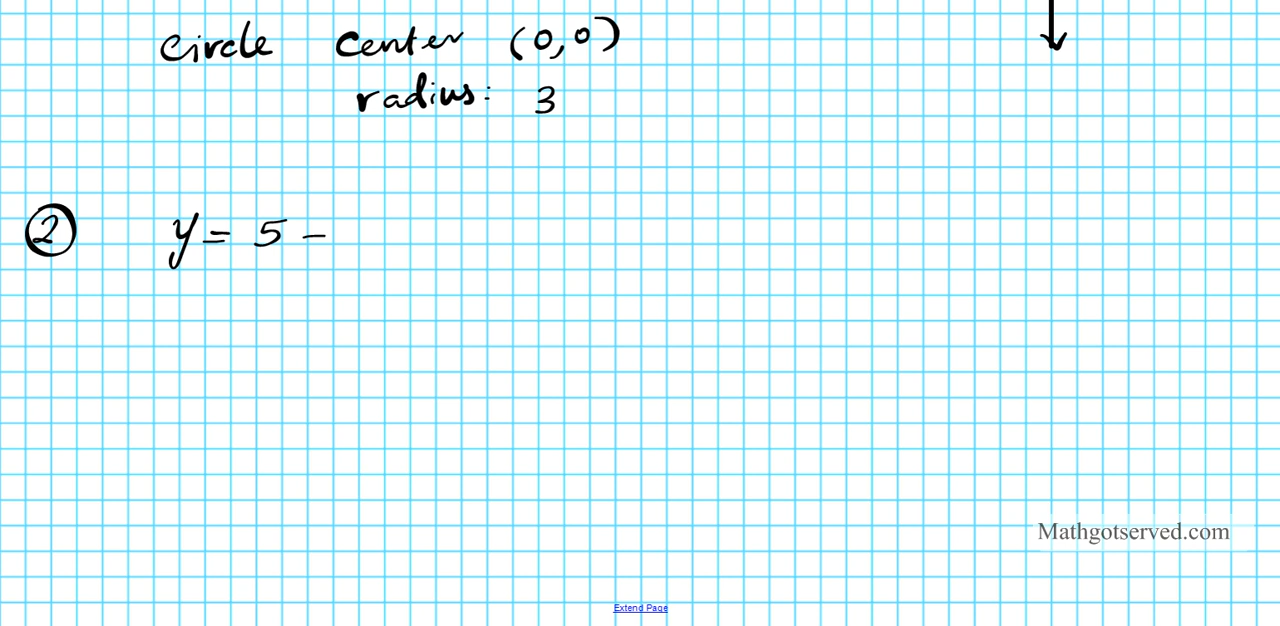 Circle Center (0,0)
radius: 3
2 y = 5 −
Mathgotserved.com
Extend Page